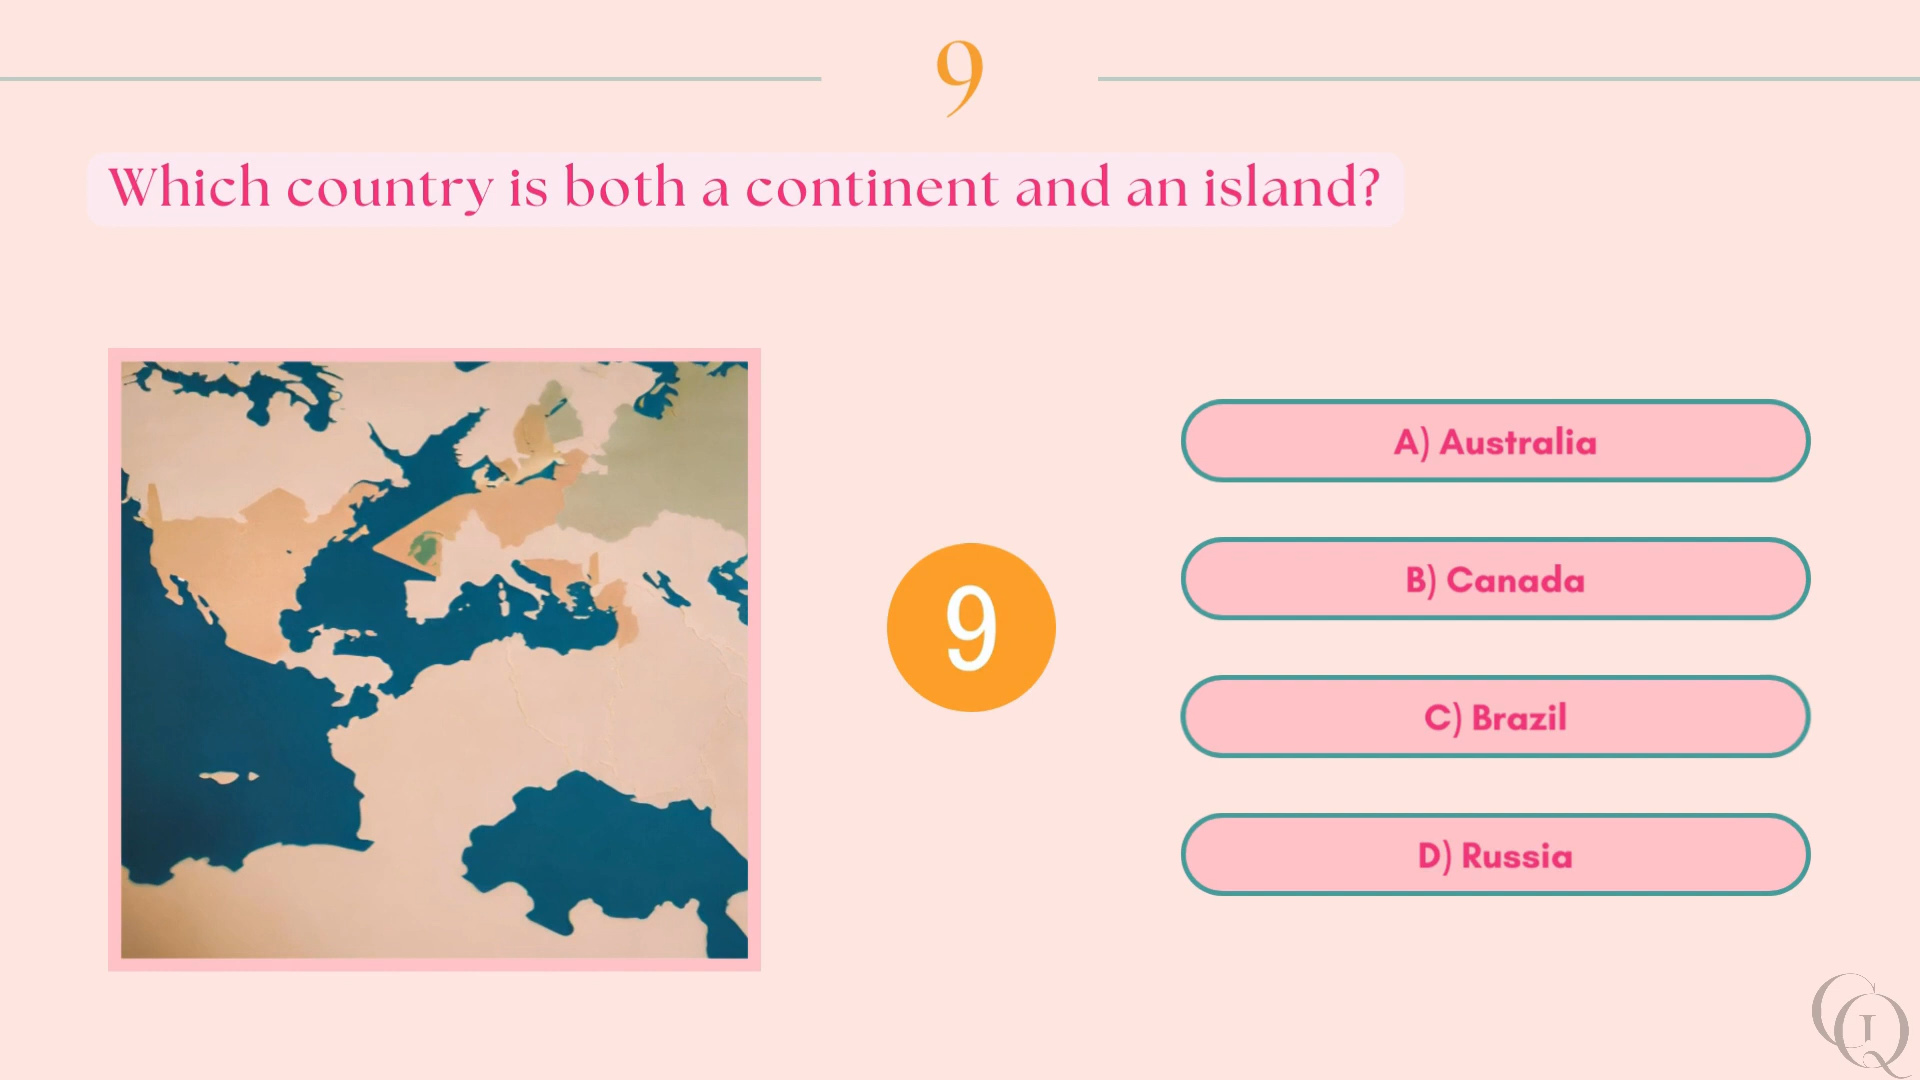 9
Which country is both a continent and an island?
A) Australia
9
B) Canada
C) Brazil
D) Russia